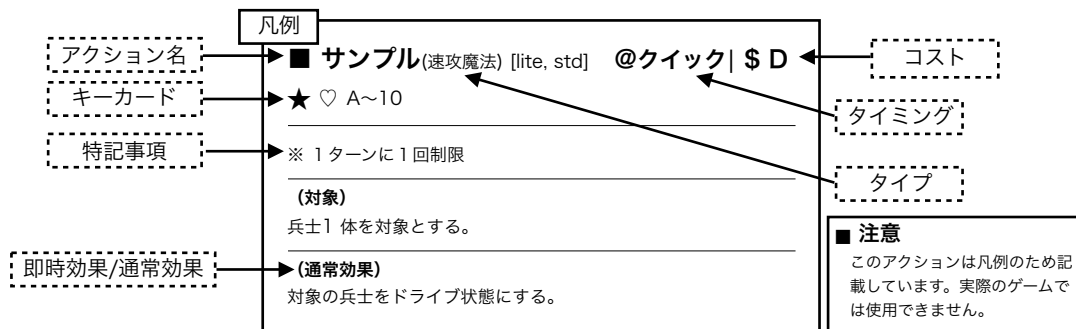 凡例
アクション名
■ サンプル(速攻魔法) [lite, std] @クイック| $ D
コスト
キーカード
★ ♡ A〜10
タイミング
特記事項
※ 1ターンに1回制限
タイプ
(対象)
兵士1 体を対象とする。
即時効果/通常効果
(通常効果)
対象の兵士をドライブ状態にする。
■ 注意
このアクションは凡例のため記
載しています。実際のゲームで
は使用できません。